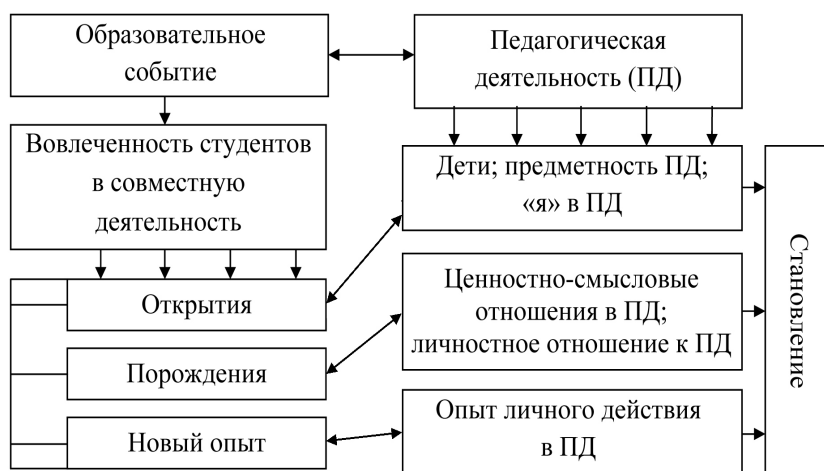 Образовательное
событие
Педагогическая
деятельность (ПД)
Вовлеченность студентов
в совместную
деятельность
Дети; предметность ПД;
«я» в ПД
Открытия
Ценностно-смысловые
отношения в ПД;
личностное отношение к ПД
Порождения
Новый опыт
Опыт личного действия
в ПД
Становление